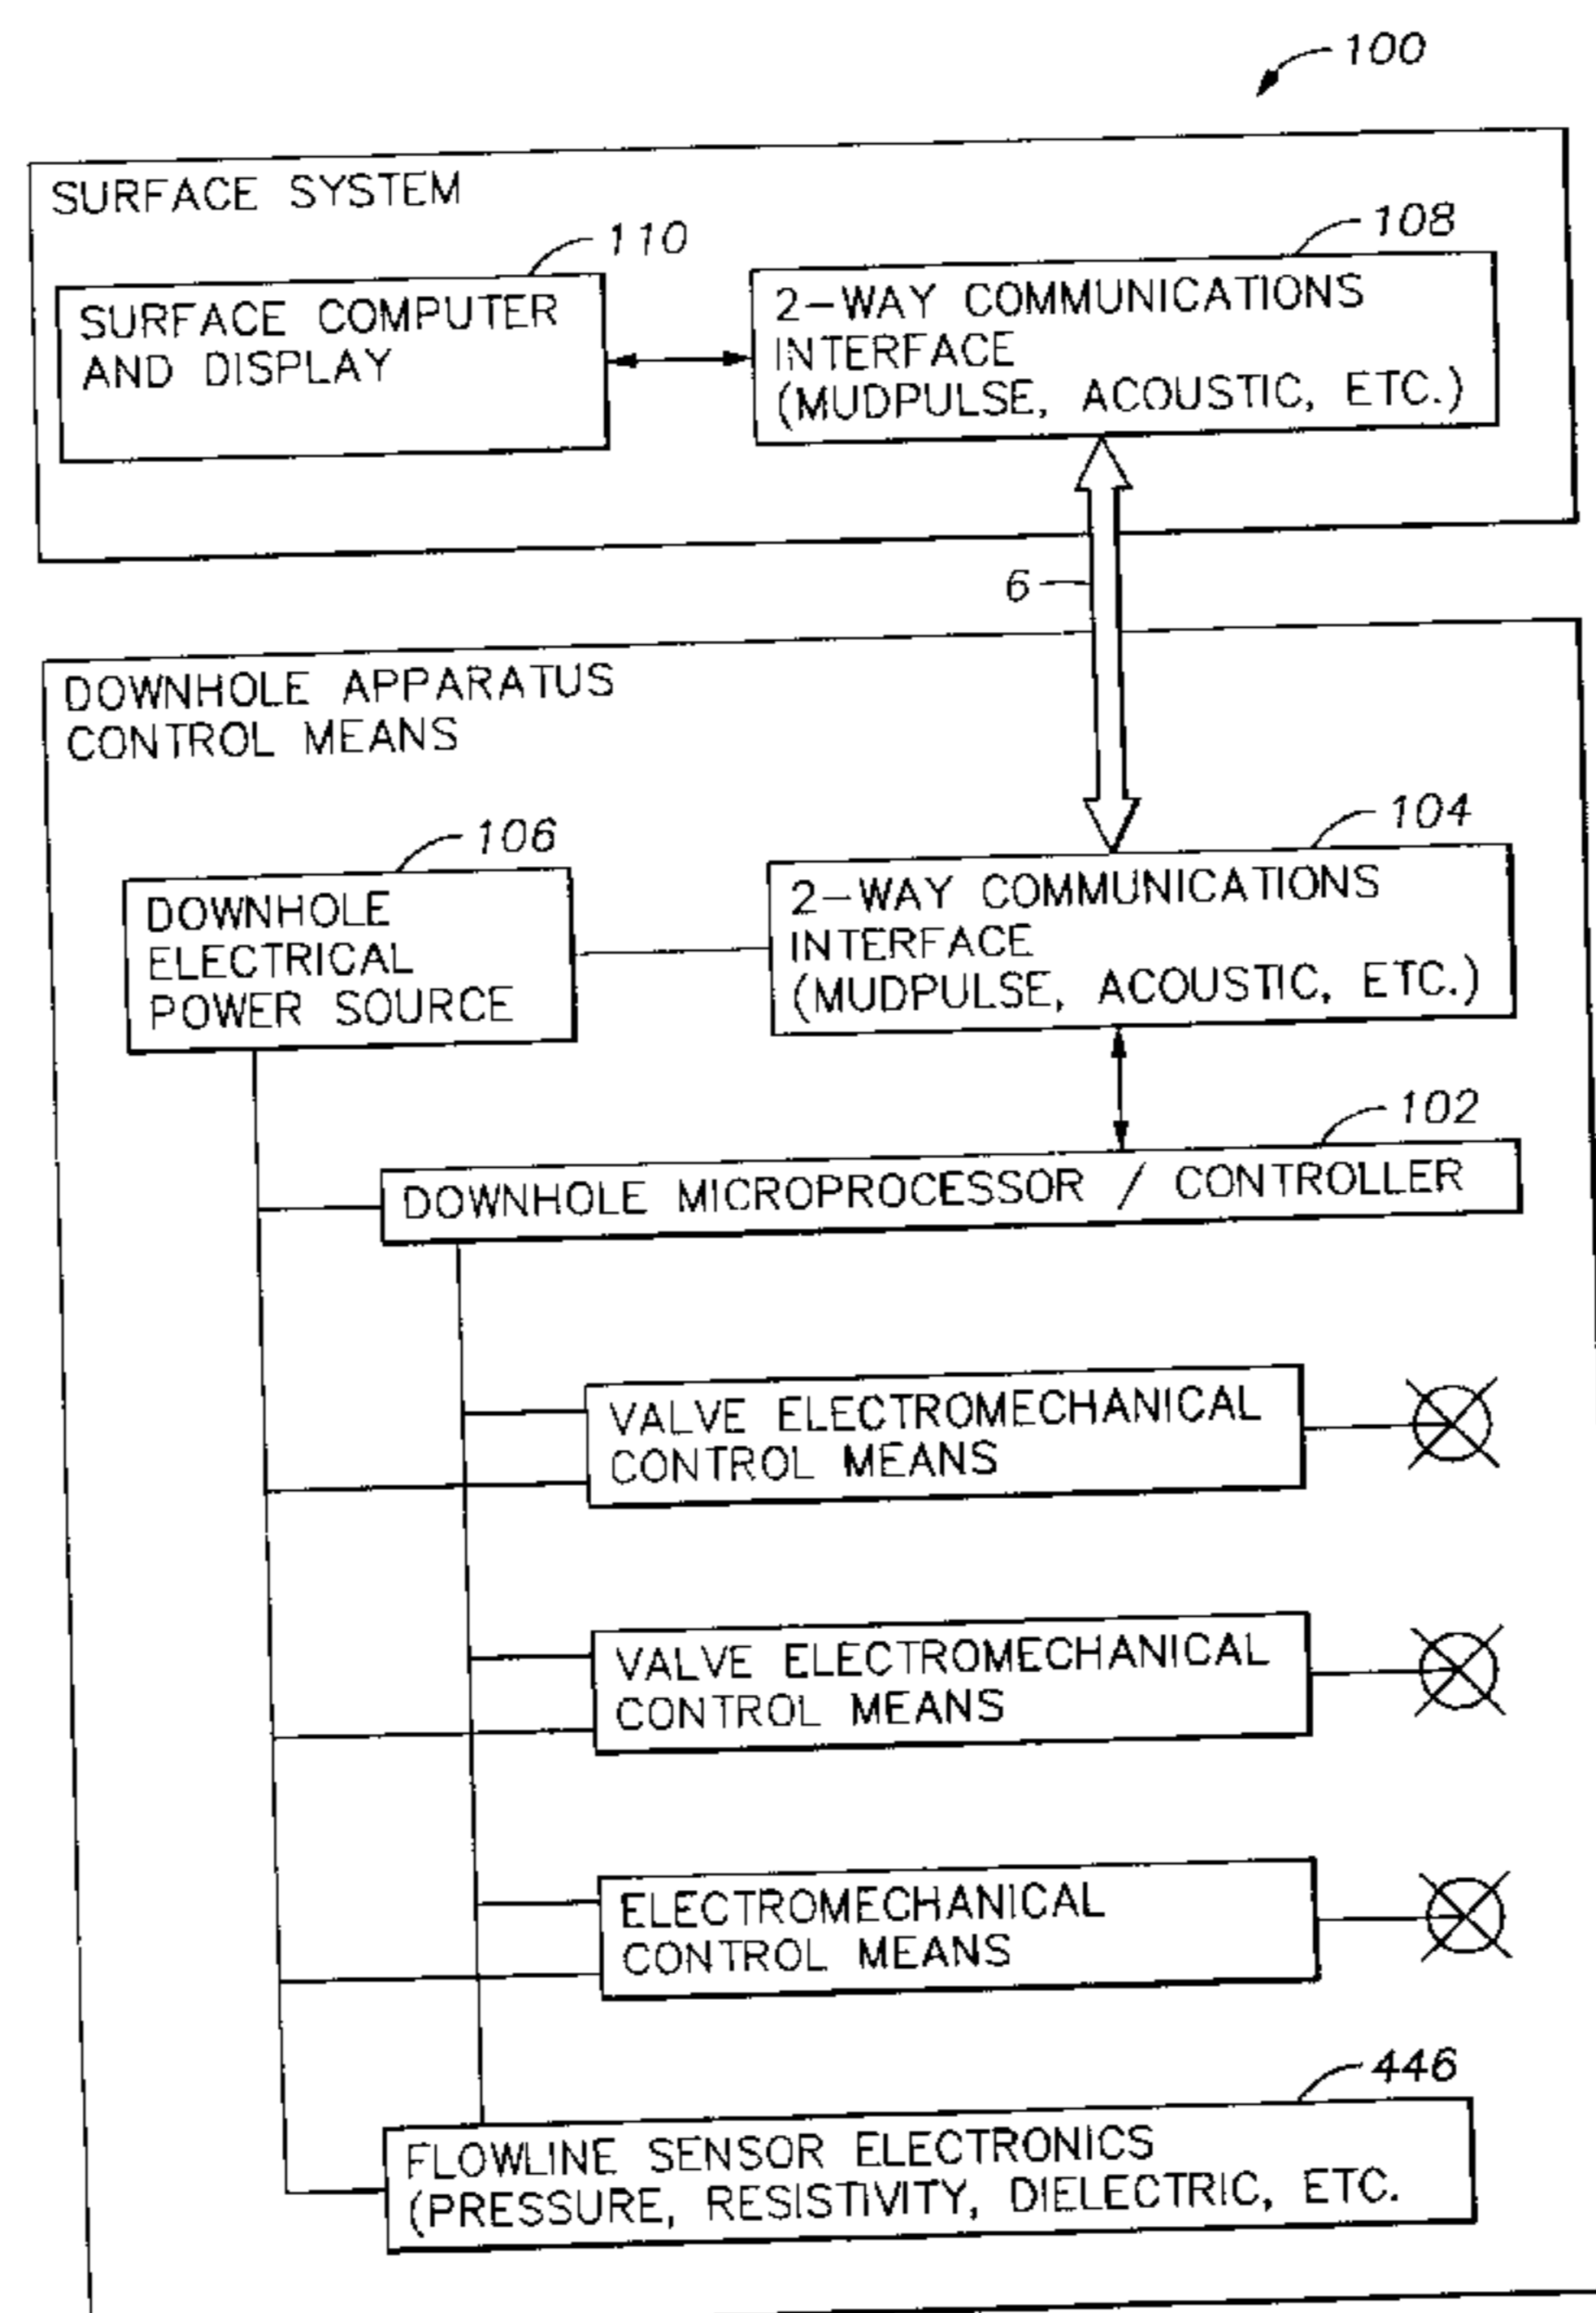 100
SURFACE SYSTEM
110
108
SURFACE COMPUTER
AND DISPLAY
2-WAY COMMUNICATIONS
INTERFACE
(MUDPULSE, ACOUSTIC, ETC.)
6
DOWNHOLE APPARATUS
CONTROL MEANS
106
104
DOWNHOLE
ELECTRICAL
POWER SOURCE
2-WAY COMMUNICATIONS
INTERFACE
(MUDPULSE, ACOUSTIC, ETC.)
102
DOWNHOLE MICROPROCESSOR / CONTROLLER
VALVE ELECTROMECHANICAL
CONTROL MEANS
VALVE ELECTROMECHANICAL
CONTROL MEANS
ELECTROMECHANICAL
CONTROL MEANS
446
FLOWLINE SENSOR ELECTRONICS
(PRESSURE, RESISTIVITY, DIELECTRIC, ETC.